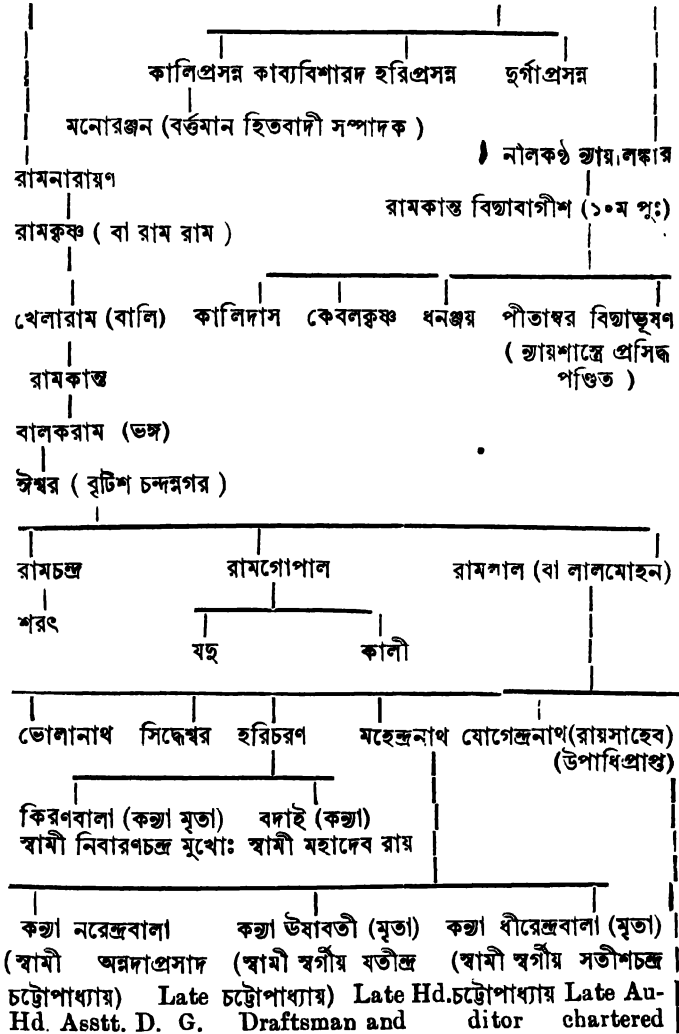 কালিপ্রসন্ন কাব্যবিশারদ হরিপ্রসন্ন দুর্গাপ্রসন্ন
মনোরঞ্জন (বর্ত্তমান হিতবাদী সম্পাদক)
নীলকণ্ঠ ন্যায়ালঙ্কার
রামনারায়ণ
রামকান্ত বিদ্যাবাগীশ (১০ম পুঃ)
রামকৃষ্ণ (বা রাম রাম)
খেলারাম (বালি) কালিদাস কেবলকৃষ্ণ ধনঞ্জয় পীতাম্বর বিদ্যাভূষণ
(ন্যায়শাস্ত্রে প্রসিদ্ধ
পণ্ডিত)
রামকান্ত
বালকরাম (ভঙ্গ)
ঈশ্বর (বৃটিশ চন্দন্নগর)
রামচন্দ্র রামগোপাল রামলাল (বা লালমোহন)
শরৎ
যদু কালী
ভোলানাথ সিদ্ধেশ্বর হরিচরণ মহেন্দ্রনাথ যোগেন্দ্রনাথ(রায়সাহেব)
(উপাধিপ্রাপ্ত)
কিরণবালা (কন্যা মৃতা) বদাই (কন্যা)
স্বামী নিবারণচন্দ্র মুখোঃ স্বামী মহাদেব রায়
কন্যা নরেন্দ্রবালা কন্যা উষাবতী (মৃতা) কন্যা ধীরেন্দ্রবালা (মৃতা)
(স্বামী অন্নদাপ্রসাদ (স্বামী স্বর্গীয় যতীন্দ্র (স্বামী স্বর্গীয় সতীশচন্দ্র
চট্টোপাধ্যায়) Late চট্টোপাধ্যায়) Late Hd. চট্টোপাধ্যায় Late Au-
Hd. Asstt. D. G. Draftsman and ditor chartered